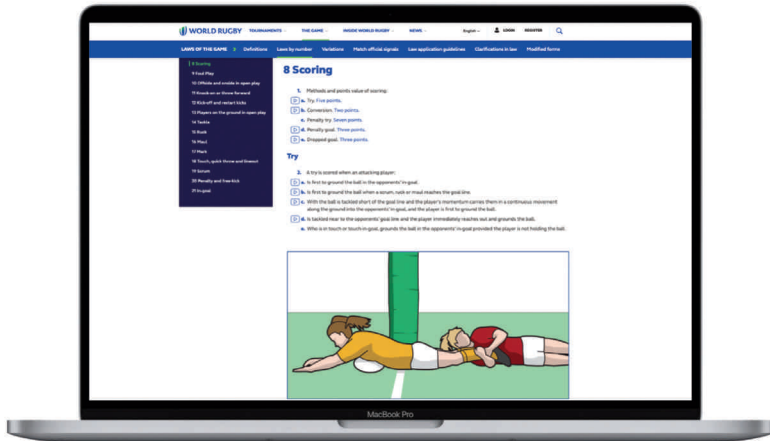 WORLD RUGBY TOURNAMENTS THE GAME INSIDE WORLD RUGBY NEWS English LOGIN REGISTER
LAWS OF THE GAME Definitions Laws by number Variations Match official signals Law application guidelines Clarifications in law Modified forms
8 Scoring
9 Foul Play
10 Offside and onside in open play
11 Knock-on or throw forward
12 Kick-off and restart kicks
13 Players on the ground in open play
14 Tackle
15 Ruck
16 Maul
17 Mark
18 Touch, quick throw and lineout
19 Scrum
20 Penalty and free-kick
21 In-goal
8 Scoring
1. Methods and points value of scoring:
a. Try. Five points.
b. Conversion. Two points.
c. Penalty try. Seven points.
d. Penalty goal. Three points.
e. Dropped goal. Three points.
Try
2. A try is scored when an attacking player:
a. Is first to ground the ball in the opponents' in-goal.
b. Is first to ground the ball when a scrum, ruck or maul reaches the goal line.
c. With the ball is tackled short of the goal line and the player's momentum carries them in a continuous movement
along the ground into the opponents' in-goal, and the player is first to ground the ball.
d. Is tackled near to the opponents' goal line and the player immediately reaches out and grounds the ball.
e. Who is in touch or touch-in-goal, grounds the ball in the opponents' in-goal provided the player is not holding the ball.
MacBook Pro